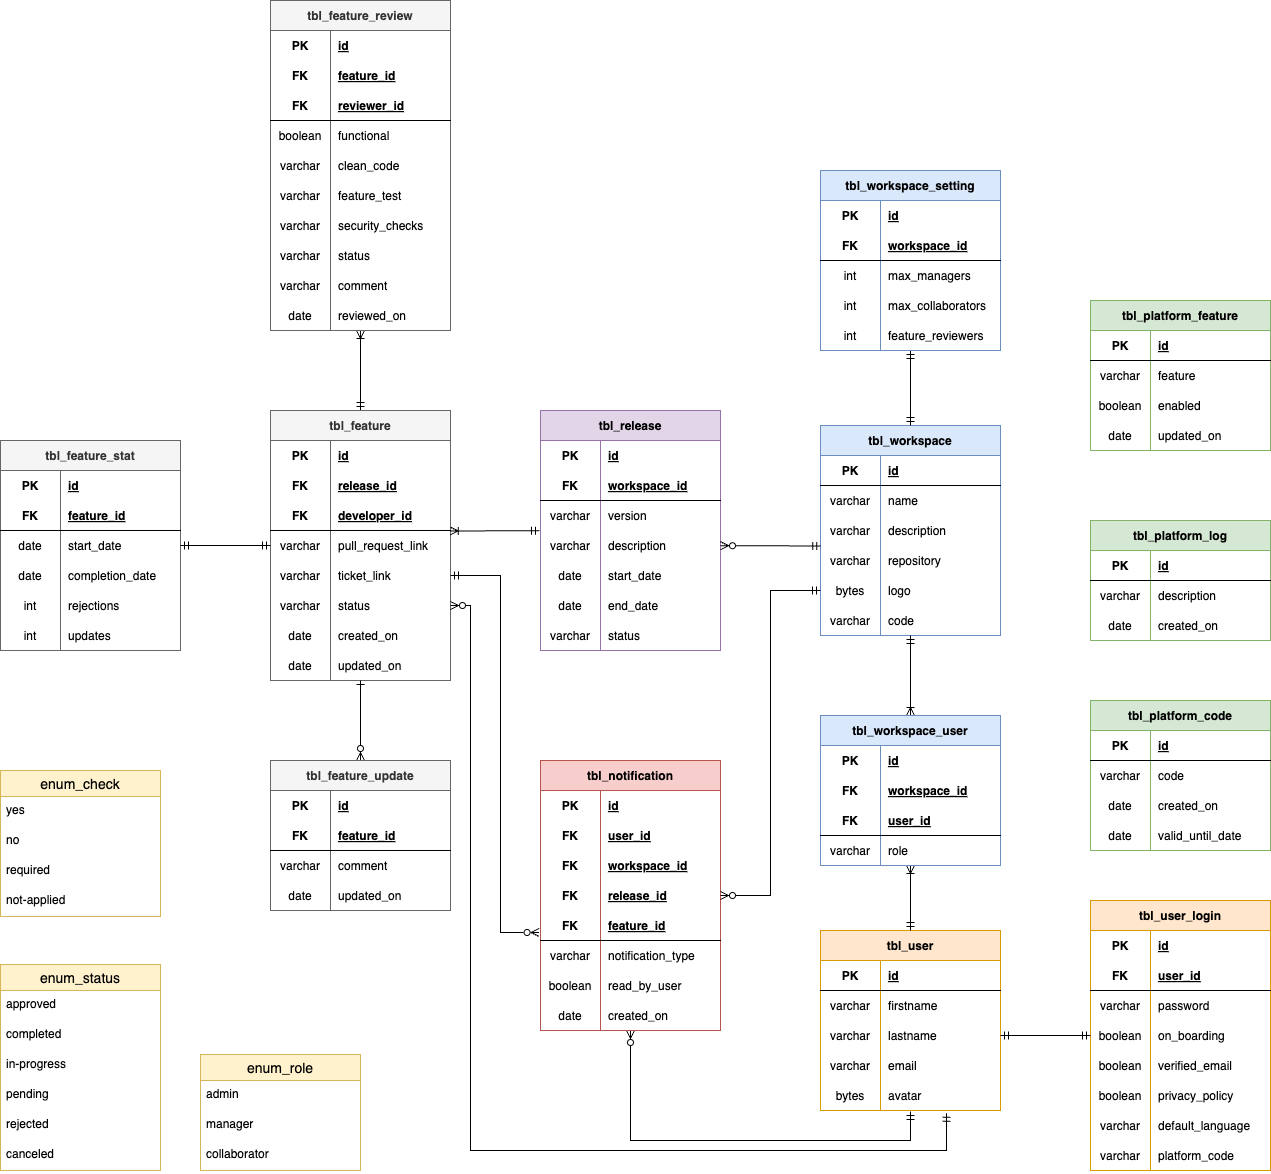 tbl_feature_review
PK id
FK feature_id
FK reviewer_id
boolean functional
varchar clean_code
varchar feature_test
varchar security_checks
varchar status
varchar comment
date reviewed_on
tbl_workspace_setting
PK id
FK workspace_id
int max_managers
int max_collaborators
int feature_reviewers
tbl_platform_feature
PK id
varchar feature
boolean enabled
date updated_on
tbl_feature_stat
PK id
FK feature_id
date start_date
date completion_date
int rejections
int updates
tbl_feature
PK id
FK release_id
FK developer_id
varchar pull_request_link
varchar ticket_link
varchar status
date created_on
date updated_on
tbl_release
PK id
FK workspace_id
varchar version
varchar description
date start_date
date end_date
varchar status
tbl_workspace
PK id
varchar name
varchar description
varchar repository
bytes logo
varchar code
tbl_platform_log
PK id
varchar description
date created_on
tbl_platform_code
PK id
varchar code
date created_on
date valid_until_date
tbl_workspace_user
PK id
FK workspace_id
FK user_id
varchar role
tbl_feature_update
PK id
FK feature_id
varchar comment
date updated_on
tbl_notification
PK id
FK user_id
FK workspace_id
FK release_id
FK feature_id
varchar notification_type
boolean read_by_user
date created_on
tbl_user
PK id
varchar firstname
varchar lastname
varchar email
bytes avatar
tbl_user_login
PK id
FK user_id
varchar password
boolean on_boarding
boolean verified_email
boolean privacy_policy
varchar default_language
varchar platform_code
enum_check
yes
no
required
not-applied
enum_status
approved
completed
in-progress
pending
rejected
canceled
enum_role
admin
manager
collaborator